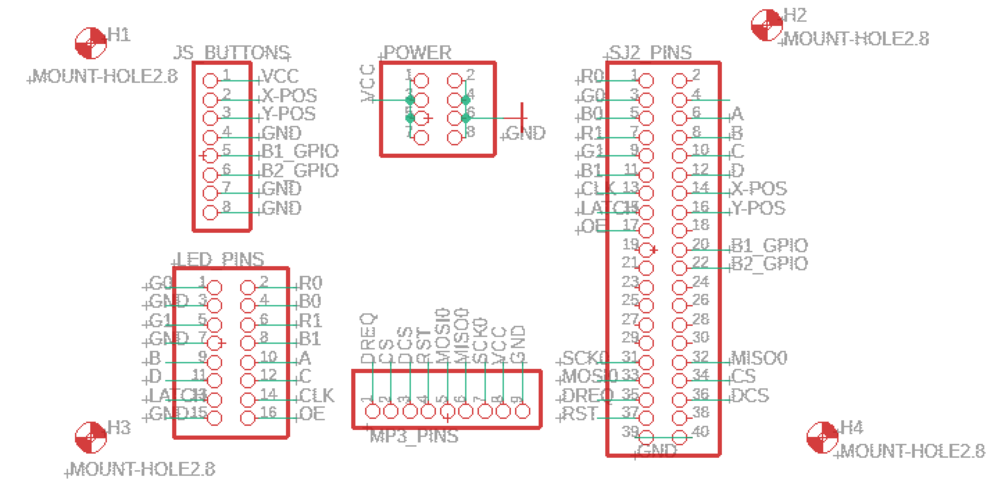 H1
MOUNT-HOLE2.8
H2
MOUNT-HOLE2.8
JS_BUTTONS
1 VCC
2 X-POS
3 Y-POS
4 GND
5 B1_GPIO
6 B2_GPIO
7 GND
8 GND
POWER
VCC
1 2
3 4
5 6
7 8
GND
SJ2_PINS
R0 1 2
G0 3 4
B0 5 6 A
R1 7 8 B
G1 9 10 C
B1 11 12 D
CLK 13 14 X-POS
LATCH 15 16 Y-POS
OE 17 18
19 20 B1_GPIO
21 22 B2_GPIO
23 24
25 26
27 28
29 30
SCK0 31 32 MISO0
MOSI0 33 34 CS
DREQ 35 36 DCS
RST 37 38
39 40
GND
LED_PINS
G0 1 2 R0
GND 3 4 B0
G1 5 6 R1
GND 7 8 B1
B 9 10 A
D 11 12 C
LATCH 13 14 CLK
GND 15 16 OE
DREQ
CS
DCS
RST
MOSI0
MISO0
SCK0
VCC
GND
1 2 3 4 5 6 7 8 9
MP3_PINS
H3
MOUNT-HOLE2.8
H4
MOUNT-HOLE2.8